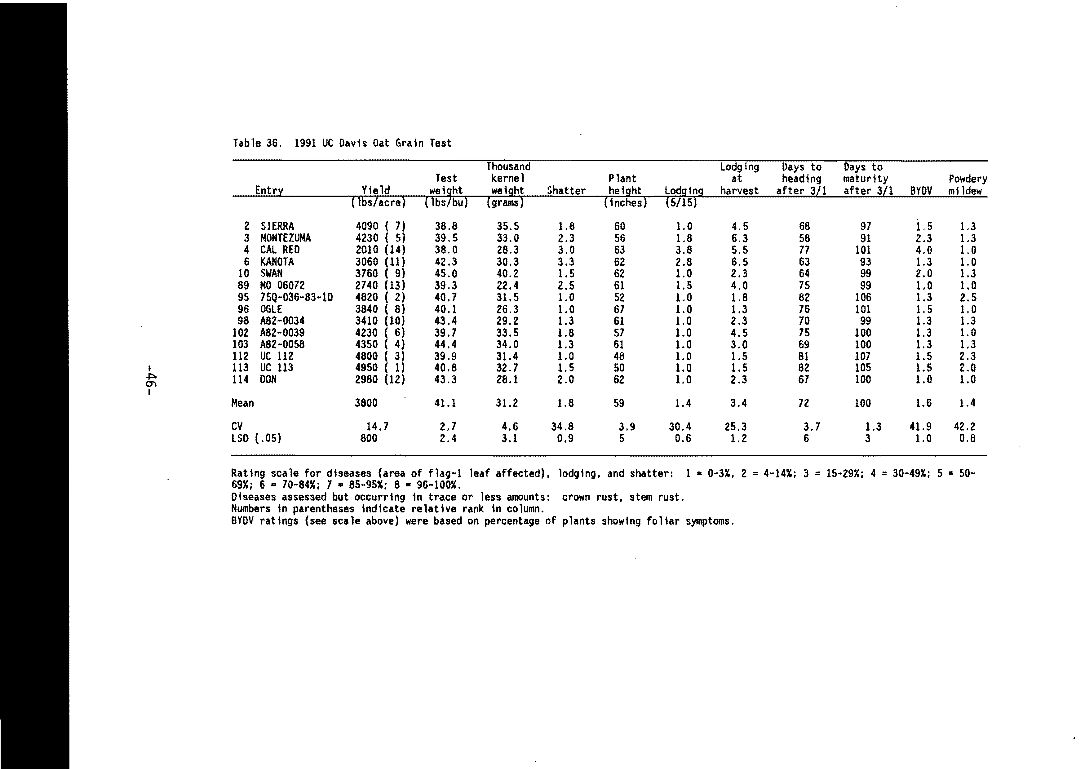 Table 36. 1991 UC Davis Oat Grain Test
Thousand Lodging Days to Days to
Test kernel Plant at heading maturity Powdery
Entry Yield weight weight Shatter height Lodging harvest after 3/1 after 3/1 BYDV mildew
(lbs/acre) (lbs/bu) (grams) (inches) (5/15)
2 SIERRA 4090 ( 7) 38.8 35.5 1.8 60 1.0 4.5 68 97 1.5 1.3
3 MONTEZUMA 4230 ( 5) 39.5 33.0 2.3 56 1.8 6.3 58 91 2.3 1.3
4 CAL RED 2010 (14) 38.0 28.3 3.0 63 3.8 5.5 77 101 4.0 1.0
6 KANOTA 3060 (11) 42.3 30.3 3.3 62 2.8 6.5 63 93 1.3 1.0
10 SWAN 3760 ( 9) 45.0 40.2 1.5 62 1.0 2.3 64 99 2.0 1.3
89 MO 06072 2740 (13) 39.3 22.4 2.5 61 1.5 4.0 75 99 1.0 1.0
95 75Q-036-83-1D 4820 ( 2) 40.7 31.5 1.0 52 1.0 1.8 82 106 1.3 2.5
96 OGLE 3840 ( 8) 40.1 26.3 1.0 67 1.0 1.3 76 101 1.5 1.0
98 A82-0034 3410 (10) 43.4 29.2 1.3 61 1.0 2.3 70 99 1.3 1.3
102 A82-0039 4230 ( 6) 39.7 33.5 1.8 57 1.0 4.5 75 100 1.3 1.0
103 A82-0058 4350 ( 4) 44.4 34.0 1.3 61 1.0 3.0 69 100 1.3 1.3
112 UC 112 4800 ( 3) 39.9 31.4 1.0 48 1.0 1.5 81 107 1.5 2.3
113 UC 113 4950 ( 1) 40.8 32.7 1.5 50 1.0 1.5 82 105 1.5 2.0
114 DON 2980 (12) 43.3 28.1 2.0 62 1.0 2.3 67 100 1.0 1.0
Mean 3800 41.1 31.2 1.8 59 1.4 3.4 72 100 1.6 1.4
CV 14.7 2.7 4.6 34.8 3.9 30.4 25.3 3.7 1.3 41.9 42.2
LSD (.05) 800 2.4 3.1 0.9 5 0.6 1.2 6 3 1.0 0.8
Rating scale for diseases (area of flag-1 leaf affected), lodging, and shatter: 1 = 0-3%, 2 = 4-14%; 3 = 15-29%; 4 = 30-49%; 5 = 50-
69%; 6 = 70-84%; 7 = 85-95%; 8 = 96-100%.
Diseases assessed but occurring in trace or less amounts: crown rust, stem rust.
Numbers in parentheses indicate relative rank in column.
BYDV ratings (see scale above) were based on percentage of plants showing foliar symptoms.
-46-